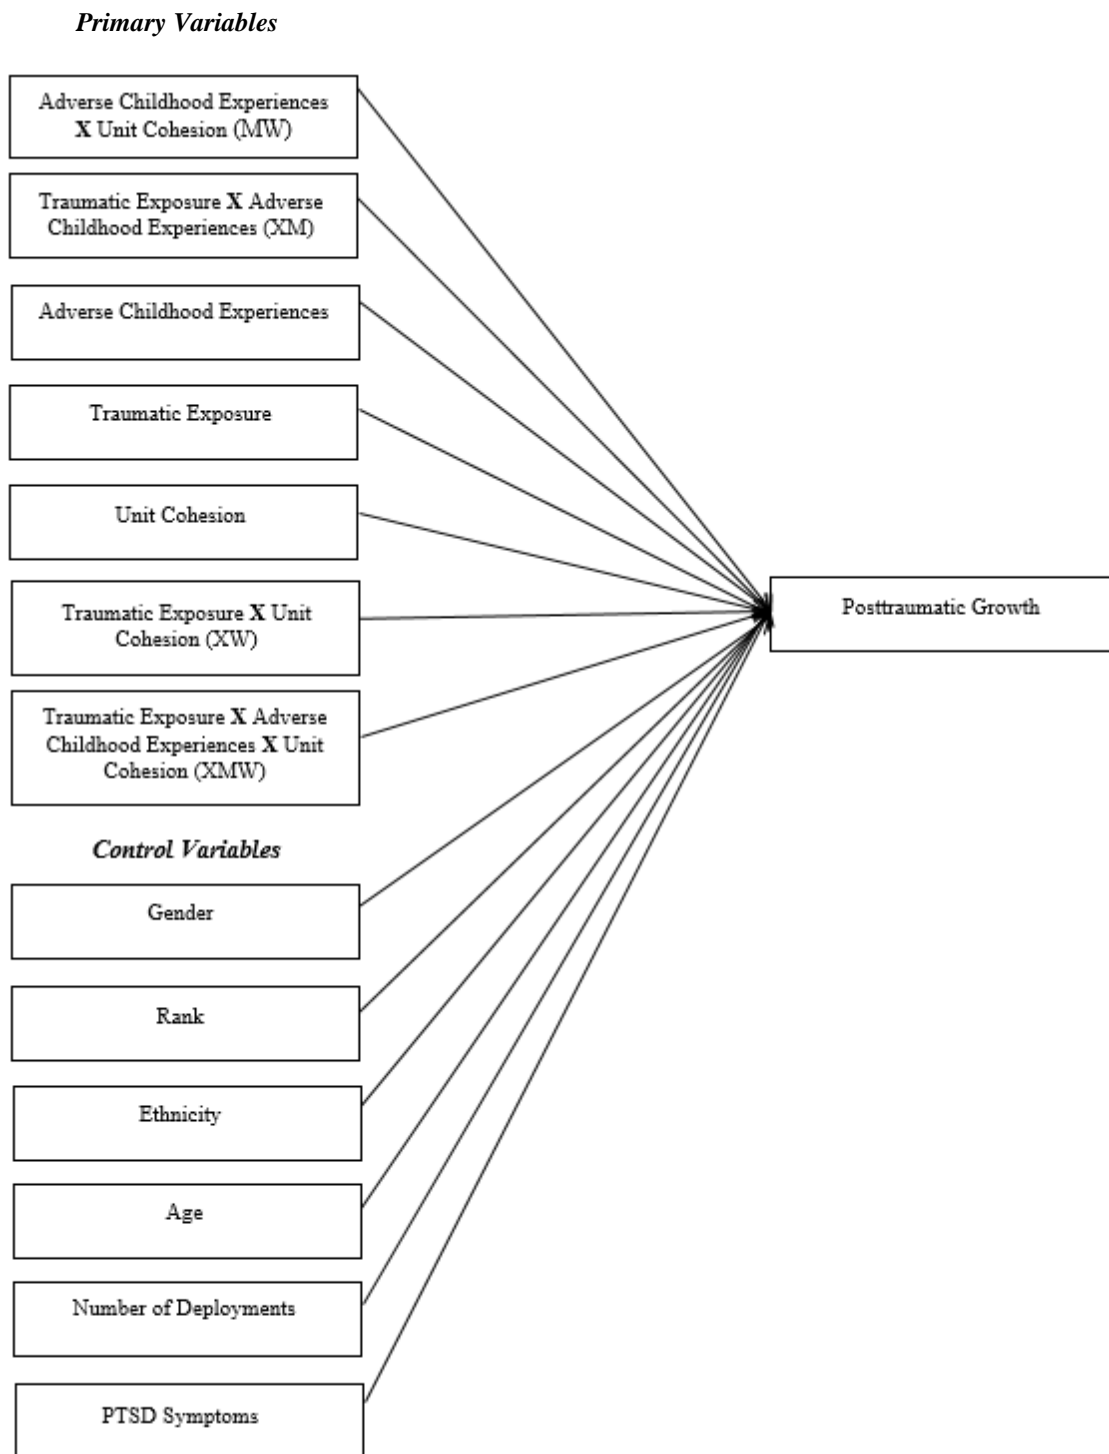 Primary Variables
Adverse Childhood Experiences
X Unit Cohesion (MW)
Traumatic Exposure X Adverse
Childhood Experiences (XM)
Adverse Childhood Experiences
Traumatic Exposure
Unit Cohesion
Traumatic Exposure X Unit
Cohesion (XW)
Posttraumatic Growth
Traumatic Exposure X Adverse
Childhood Experiences X Unit
Cohesion (XMW)
Control Variables
Gender
Rank
Ethnicity
Age
Number of Deployments
PTSD Symptoms